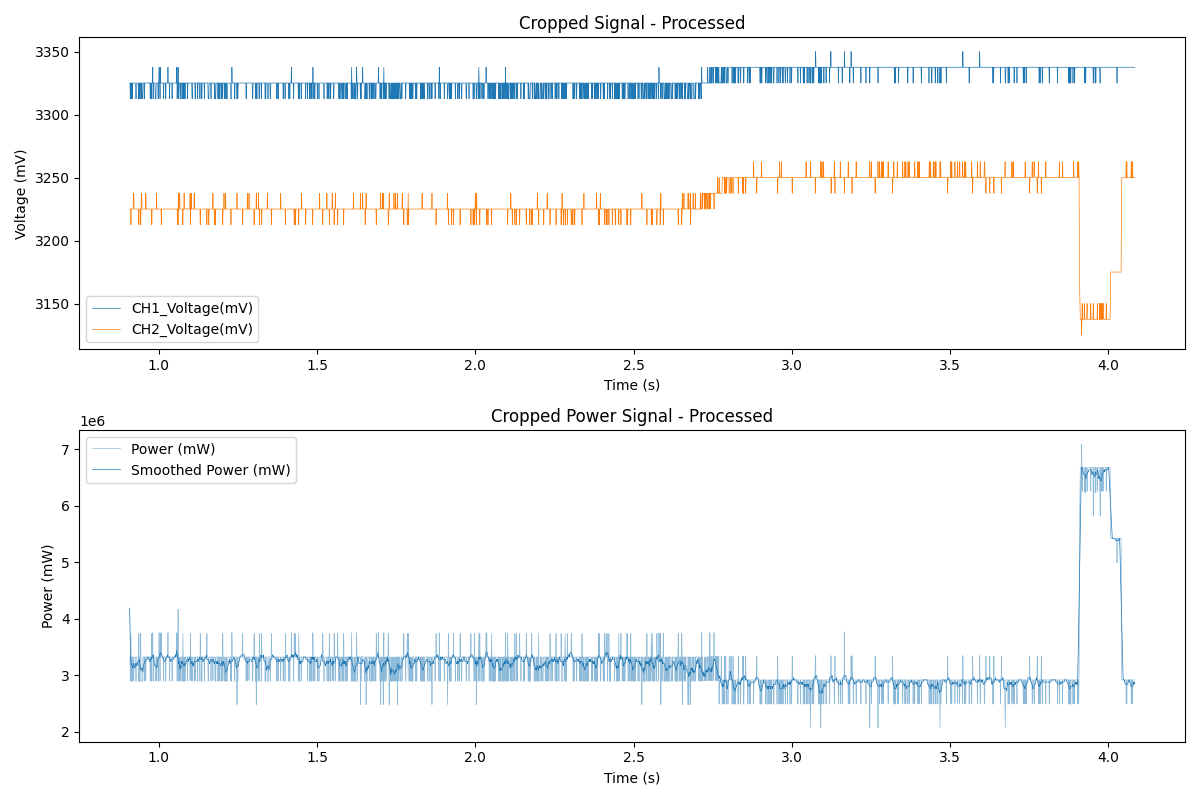 Cropped Signal - Processed
3350
3300
3250
3200
3150
Voltage (mV)
CH1_Voltage(mV)
CH2_Voltage(mV)
1.0 1.5 2.0 2.5 3.0 3.5 4.0
Time (s)
Cropped Power Signal - Processed
1e6
7
6
5
4
3
2
Power (mW)
Power (mW)
Smoothed Power (mW)
1.0 1.5 2.0 2.5 3.0 3.5 4.0
Time (s)